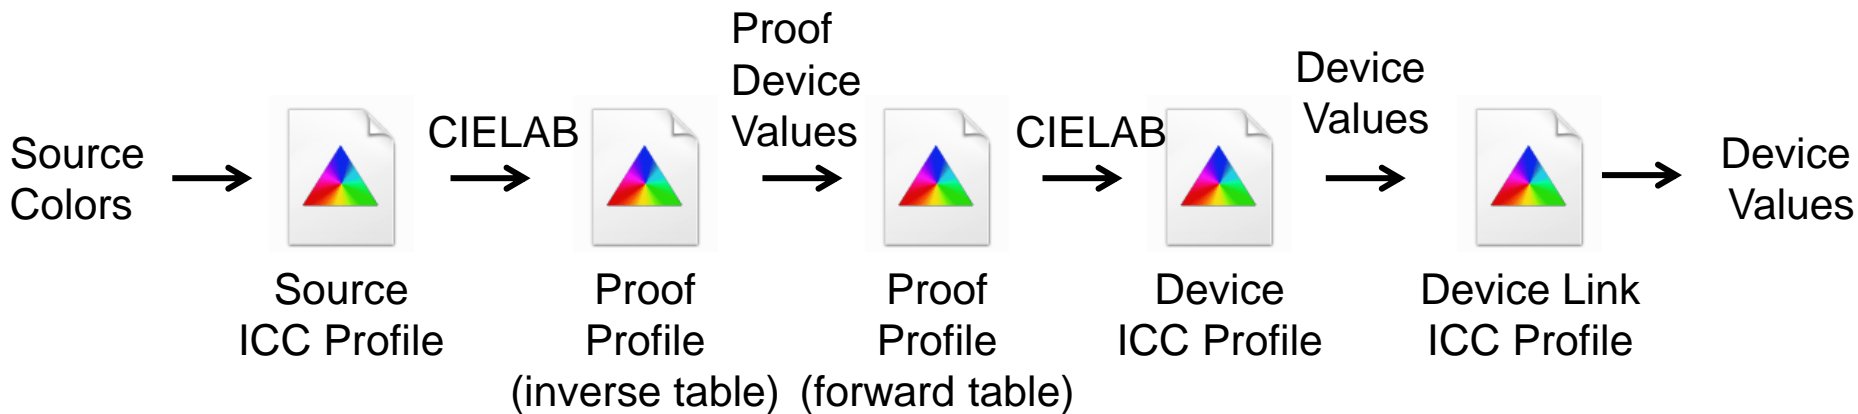 Source
Colors
Source
ICC Profile
CIELAB
Proof
Profile
(inverse table)
Proof
Device
Values
Proof
Profile
(forward table)
CIELAB
Device
ICC Profile
Device
Values
Device Link
ICC Profile
Device
Values